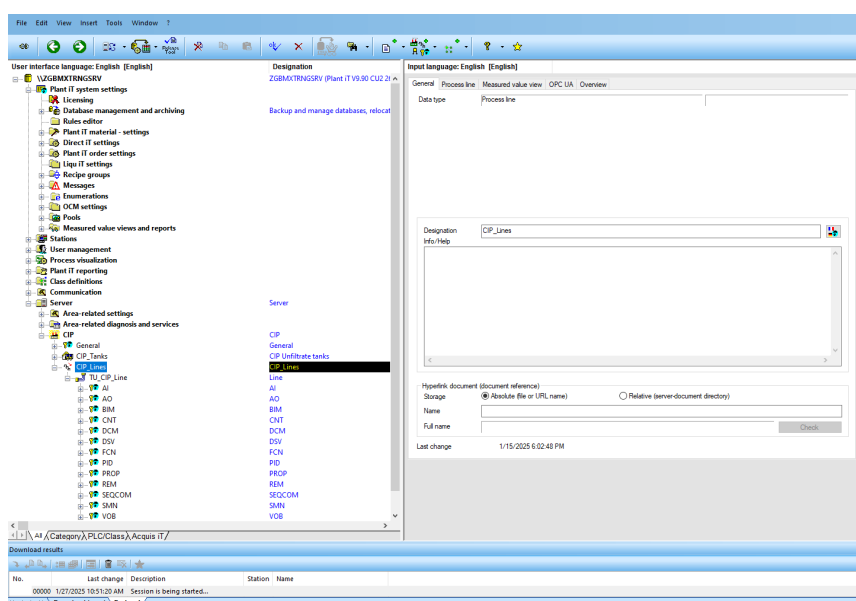 File Edit View Insert Tools Window ?
User interface language: English [English] Designation
\\ZGBMXTRNGSRV ZGBMXTRNGSRV (Plant iT V9.90 CU2 2
Plant iT system settings
Licensing
Database management and archiving Backup and manage databases, relocat
Rules editor
Plant iT material - settings
Direct iT settings
Plant iT order settings
Liqu iT settings
Recipe groups
Messages
Enumerations
OCM settings
Pools
Measured value views and reports
Stations
User management
Process visualization
Plant iT reporting
Class definitions
Communication
Server Server
Area-related settings
Area-related diagnosis and services
CIP CIP
General General
CIP_Tanks CIP Unfiltrate tanks
CIP_Lines CIP_Lines
TU_CIP_Line Line
AI AI
AO AO
BIM BIM
CNT CNT
DCM DCM
DSV DSV
FCN FCN
PID PID
PROP PROP
REM REM
SEQCOM SEQCOM
SMN SMN
VOB VOB
All Category PLC/Class Acquis iT
Input language: English [English]
General Process line Measured value view OPC UA Overview
Data type Process line
Designation CIP_Lines
Info/Help
Hyperlink document (document reference)
Storage Absolute (file or URL name) Relative (server-document directory)
Name
Full name Check
Last change 1/15/2025 6:02:48 PM
Download results
No. Last change Description Station Name
00000 1/27/2025 10:51:20 AM Session is being started...